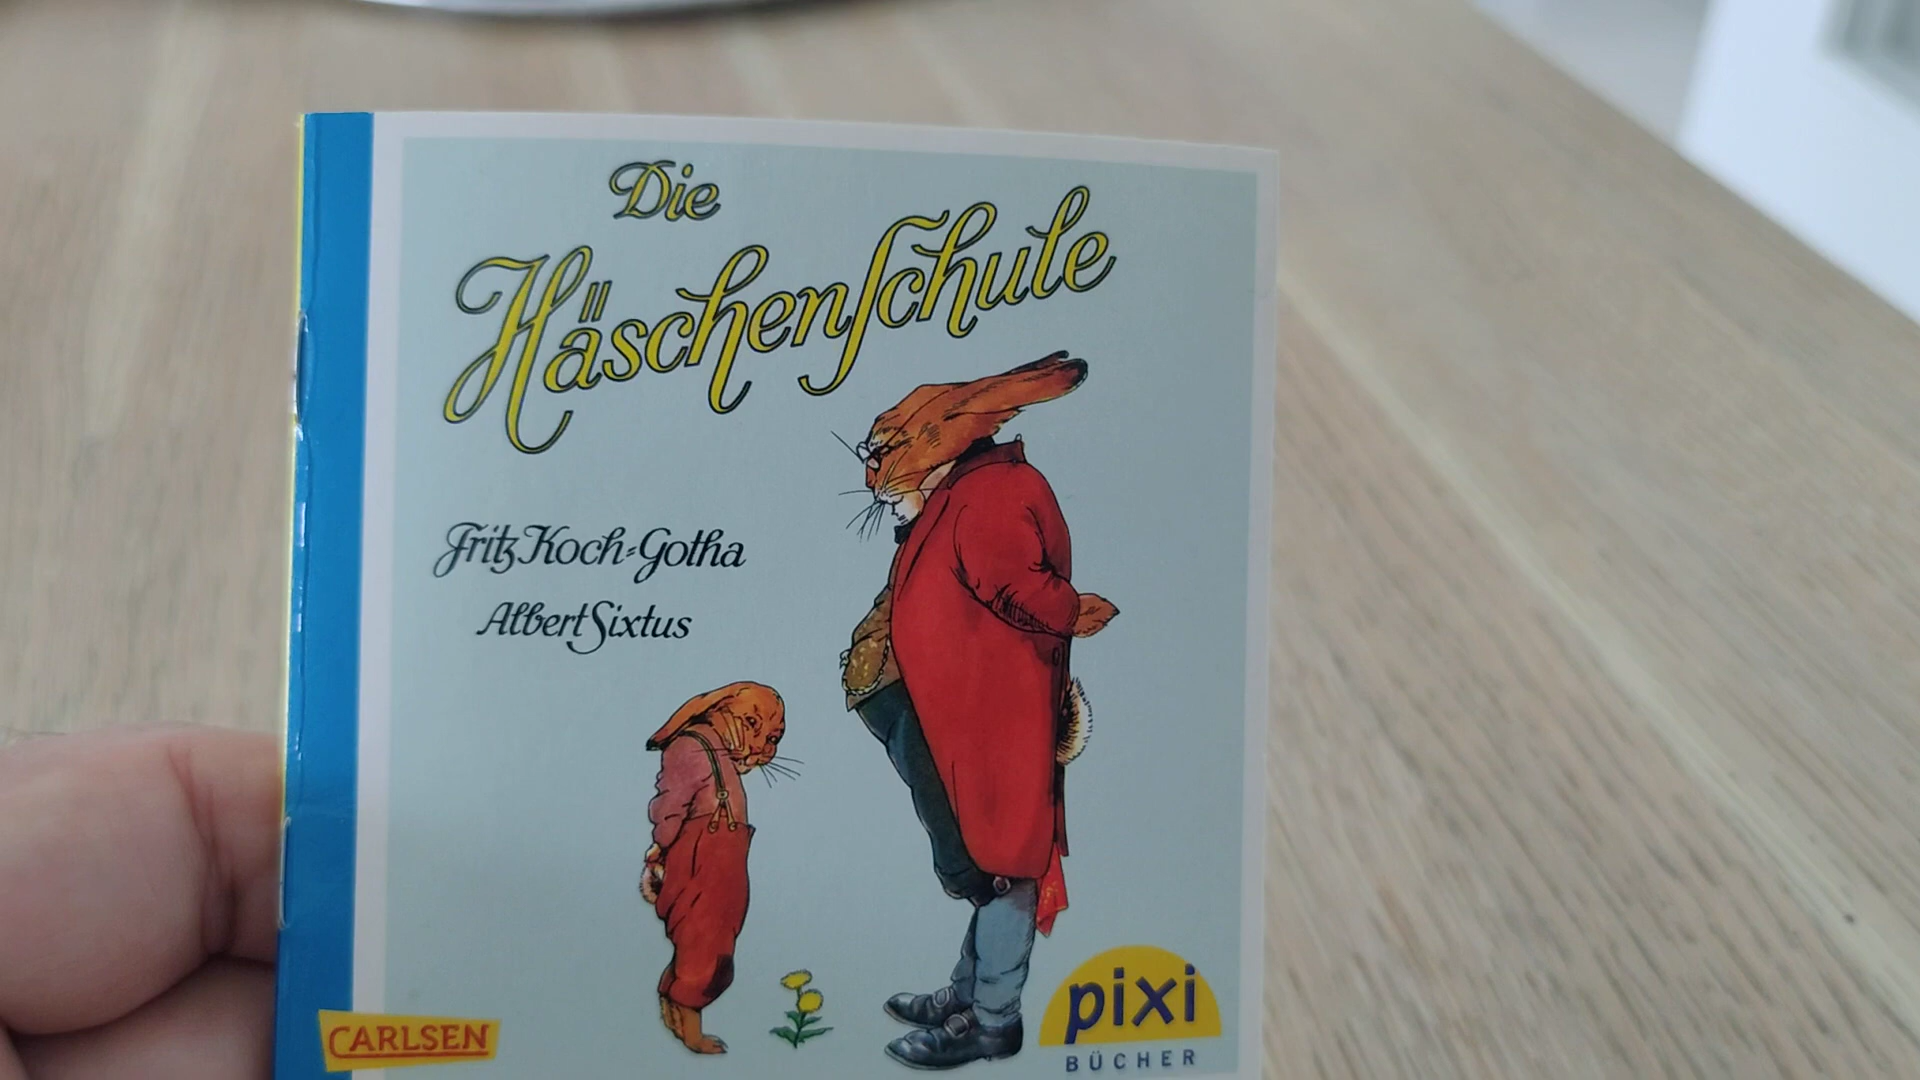 Die
Häschenschule
Fritz Koch-Gotha
Albert Sixtus
CARLSEN
pixi
BÜCHER